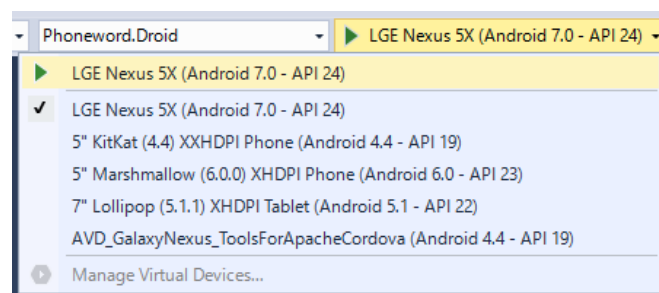 Phoneword.Droid LGE Nexus 5X (Android 7.0 - API 24)
LGE Nexus 5X (Android 7.0 - API 24)
LGE Nexus 5X (Android 7.0 - API 24)
5" KitKat (4.4) XXHDPI Phone (Android 4.4 - API 19)
5" Marshmallow (6.0.0) XHDPI Phone (Android 6.0 - API 23)
7" Lollipop (5.1.1) XHDPI Tablet (Android 5.1 - API 22)
AVD_GalaxyNexus_ToolsForApacheCordova (Android 4.4 - API 19)
Manage Virtual Devices...